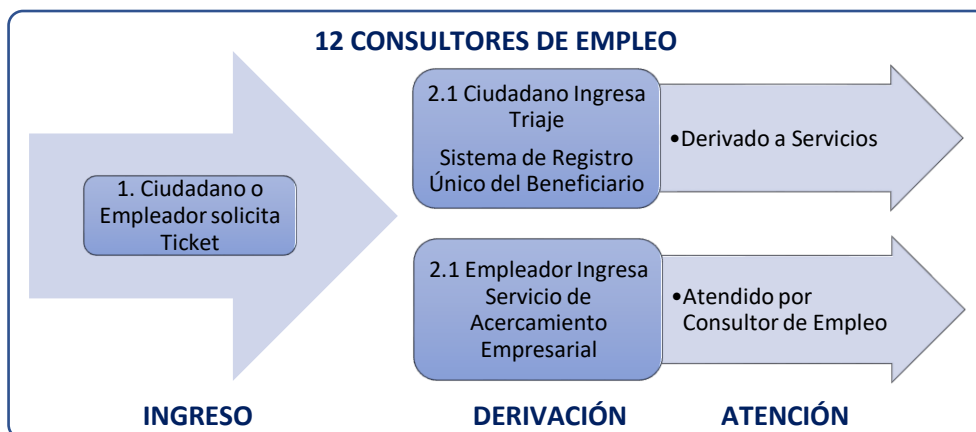 12 CONSULTORES DE EMPLEO
1. Ciudadano o
Empleador solicita
Ticket
2.1 Ciudadano Ingresa
Triaje
Sistema de Registro
Único del Beneficiario
•Derivado a Servicios
2.1 Empleador Ingresa
Servicio de
Acercamiento
Empresarial
•Atendido por
Consultor de Empleo
INGRESO
DERIVACIÓN
ATENCIÓN